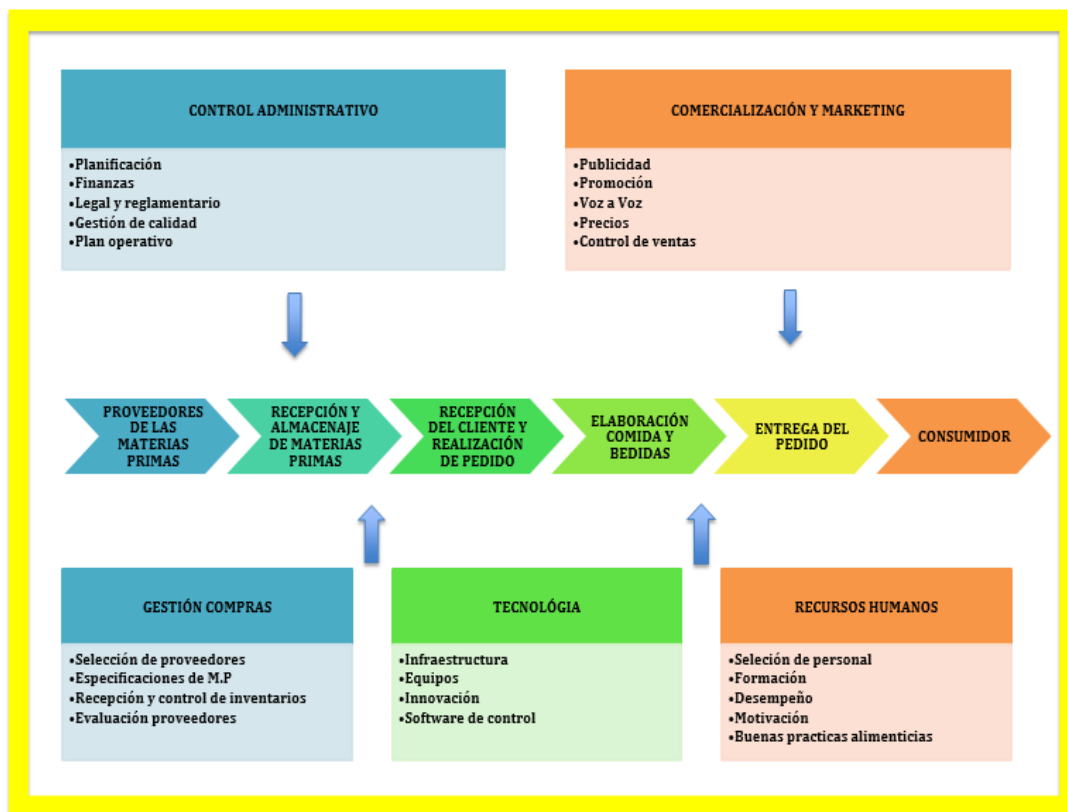 CONTROL ADMINISTRATIVO
•Planificación
•Finanzas
•Legal y reglamentario
•Gestión de calidad
•Plan operativo
COMERCIALIZACIÓN Y MARKETING
•Publicidad
•Promoción
•Voz a Voz
•Precios
•Control de ventas
PROVEEDORES
DE LAS
MATERIAS
PRIMAS
RECEPCIÓN Y
ALMACENAJE
DE MATERIAS
PRIMAS
RECEPCIÓN
DEL CLIENTE Y
REALIZACIÓN
DE PEDIDO
ELABORACIÓN
COMIDA Y
BEDIDAS
ENTREGA DEL
PEDIDO
CONSUMIDOR
GESTIÓN COMPRAS
•Selección de proveedores
•Especificaciones de M.P
•Recepción y control de inventarios
•Evaluación proveedores
TECNOLÓGIA
•Infraestructura
•Equipos
•Innovación
•Software de control
RECURSOS HUMANOS
•Seleción de personal
•Formación
•Desempeño
•Motivación
•Buenas practicas alimenticias